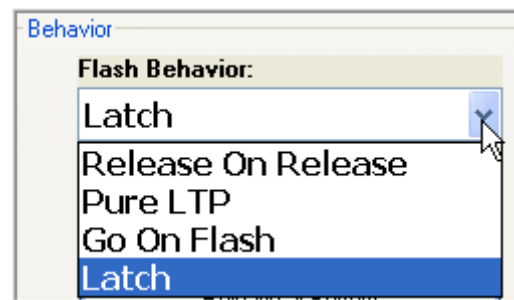 Behavior
Flash Behavior:
Latch
Release On Release
Pure LTP
Go On Flash
Latch